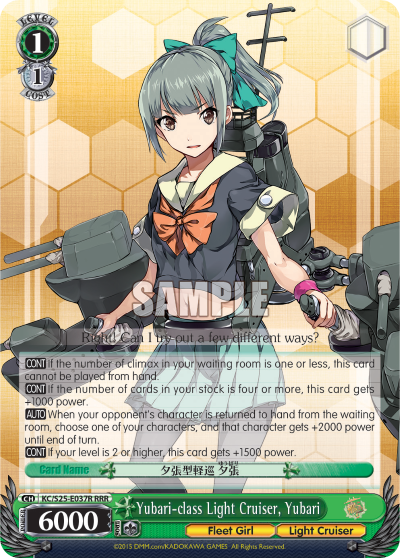 LEVEL
1
1
COST
SAMPLE
Right! Can I try out a few different ways?
CONT If the number of climax in your waiting room is one or less, this card
cannot be played from hand.
CONT If the number of cards in your stock is four or more, this card gets
+1000 power.
AUTO When your opponent's character is returned to hand from the waiting
room, choose one of your characters, and that character gets +2000 power
until end of turn.
CONT If your level is 2 or higher, this card gets +1500 power.
Card Name 夕張型軽巡 夕張
CH KC/S25-E037R RRR
Yubari-class Light Cruiser, Yubari
POWER 6000 SOUL
Fleet Girl Light Cruiser
©2015 DMM.com/KADOKAWA GAMES All Rights Reserved.